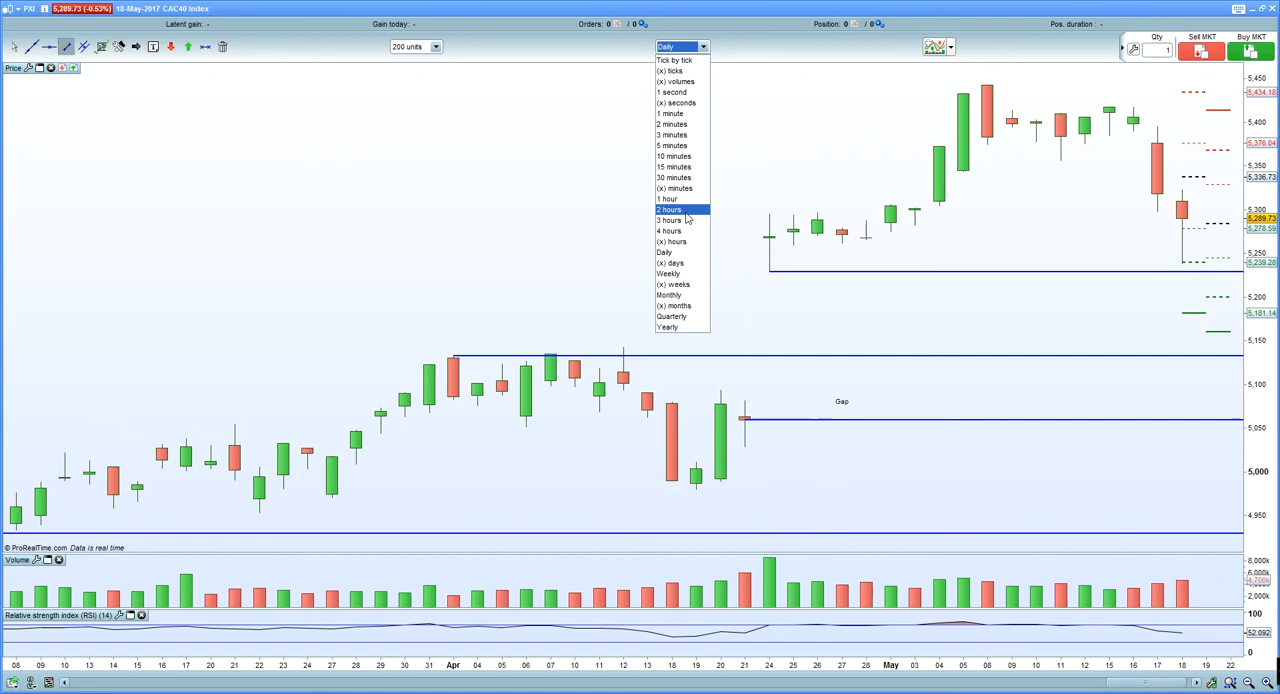 PXI 5,289.73 (-0.53%) 18-May-2017 CAC40 Index
Latent gain: - Gain today: - Orders: 0 / 0 Position: 0 / 0 Pos. duration : -
200 units Daily Qty Sell MKT Buy MKT
1
Price
Tick by tick
(x) ticks
(x) volumes
1 second
(x) seconds
1 minute
2 minutes
3 minutes
5 minutes
10 minutes
15 minutes
30 minutes
(x) minutes
1 hour
2 hours
3 hours
4 hours
(x) hours
Daily
(x) days
Weekly
(x) weeks
Monthly
(x) months
Quarterly
Yearly
5,450
5,434.18
5,400
5,376.04
5,350
5,336.73
5,300
5,289.73
5,278.59
5,239.28
5,250
5,200
5,181.14
5,150
5,100
5,050
5,000
4,950
Gap
© ProRealTime.com Data is real time
Volume
8,000k
2,000k
Relative strength index (RSI) (14)
100
52.092
0
08 09 10 13 14 15 16 17 20 21 22 23 24 27 28 29 30 31 Apr 04 05 06 07 10 11 12 13 18 19 20 21 24 25 26 27 28 May 03 04 05 08 09 10 11 12 15 16 17 18 19 22